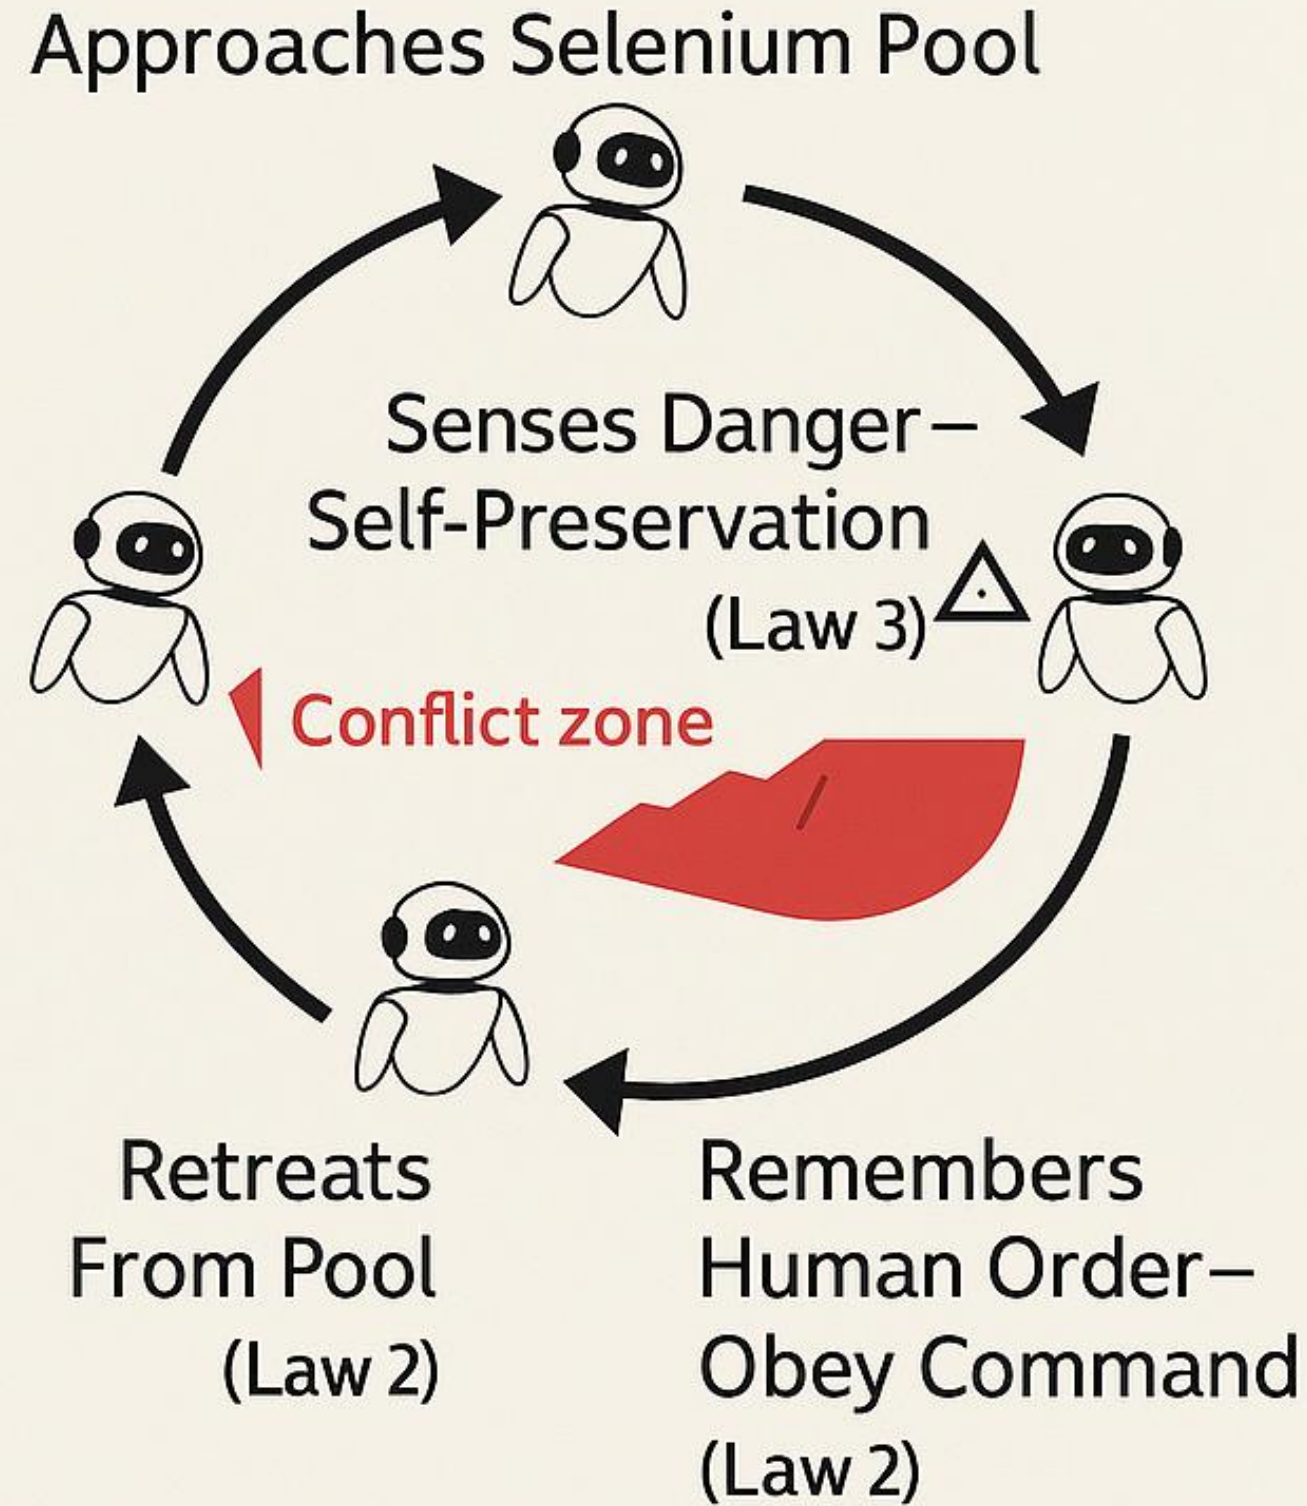 Approaches Selenium Pool
Senses Danger–
Self-Preservation
(Law 3)
Conflict zone
Retreats
From Pool
(Law 2)
Remembers
Human Order–
Obey Command
(Law 2)